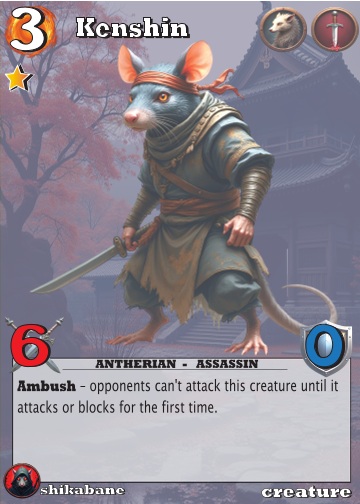 3 Kenshin
6
0
ANTHERIAN - ASSASSIN
Ambush - opponents can't attack this creature until it
attacks or blocks for the first time.
shikabane
creature